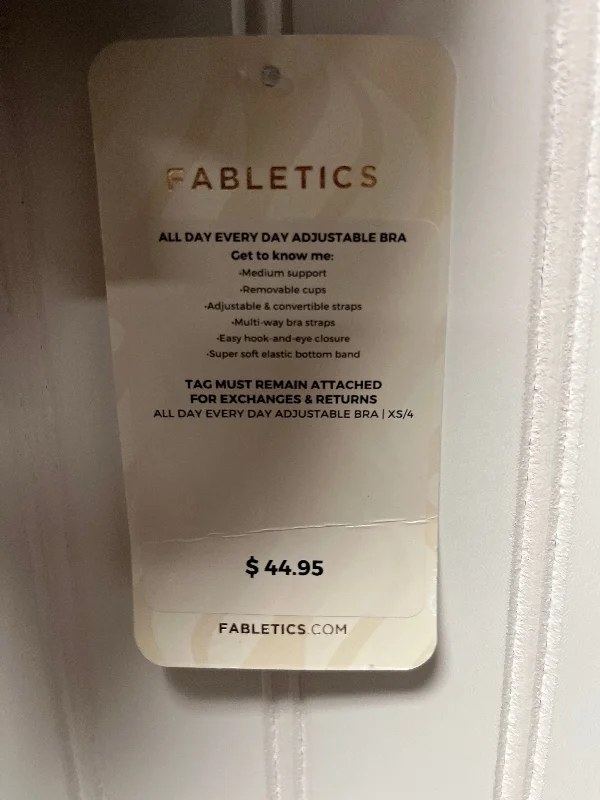 FABLETICS
ALL DAY EVERY DAY ADJUSTABLE BRA
Get to know me:
•Medium support
•Removable cups
•Adjustable & convertible straps
•Multi-way bra straps
•Easy hook-and-eye closure
•Super soft elastic bottom band
TAG MUST REMAIN ATTACHED
FOR EXCHANGES & RETURNS
ALL DAY EVERY DAY ADJUSTABLE BRA | XS/4
$ 44.95
FABLETICS.COM